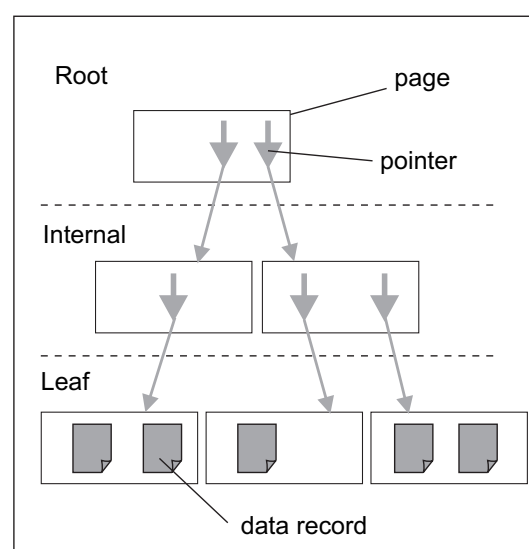 Root
page
pointer
Internal
Leaf
data record